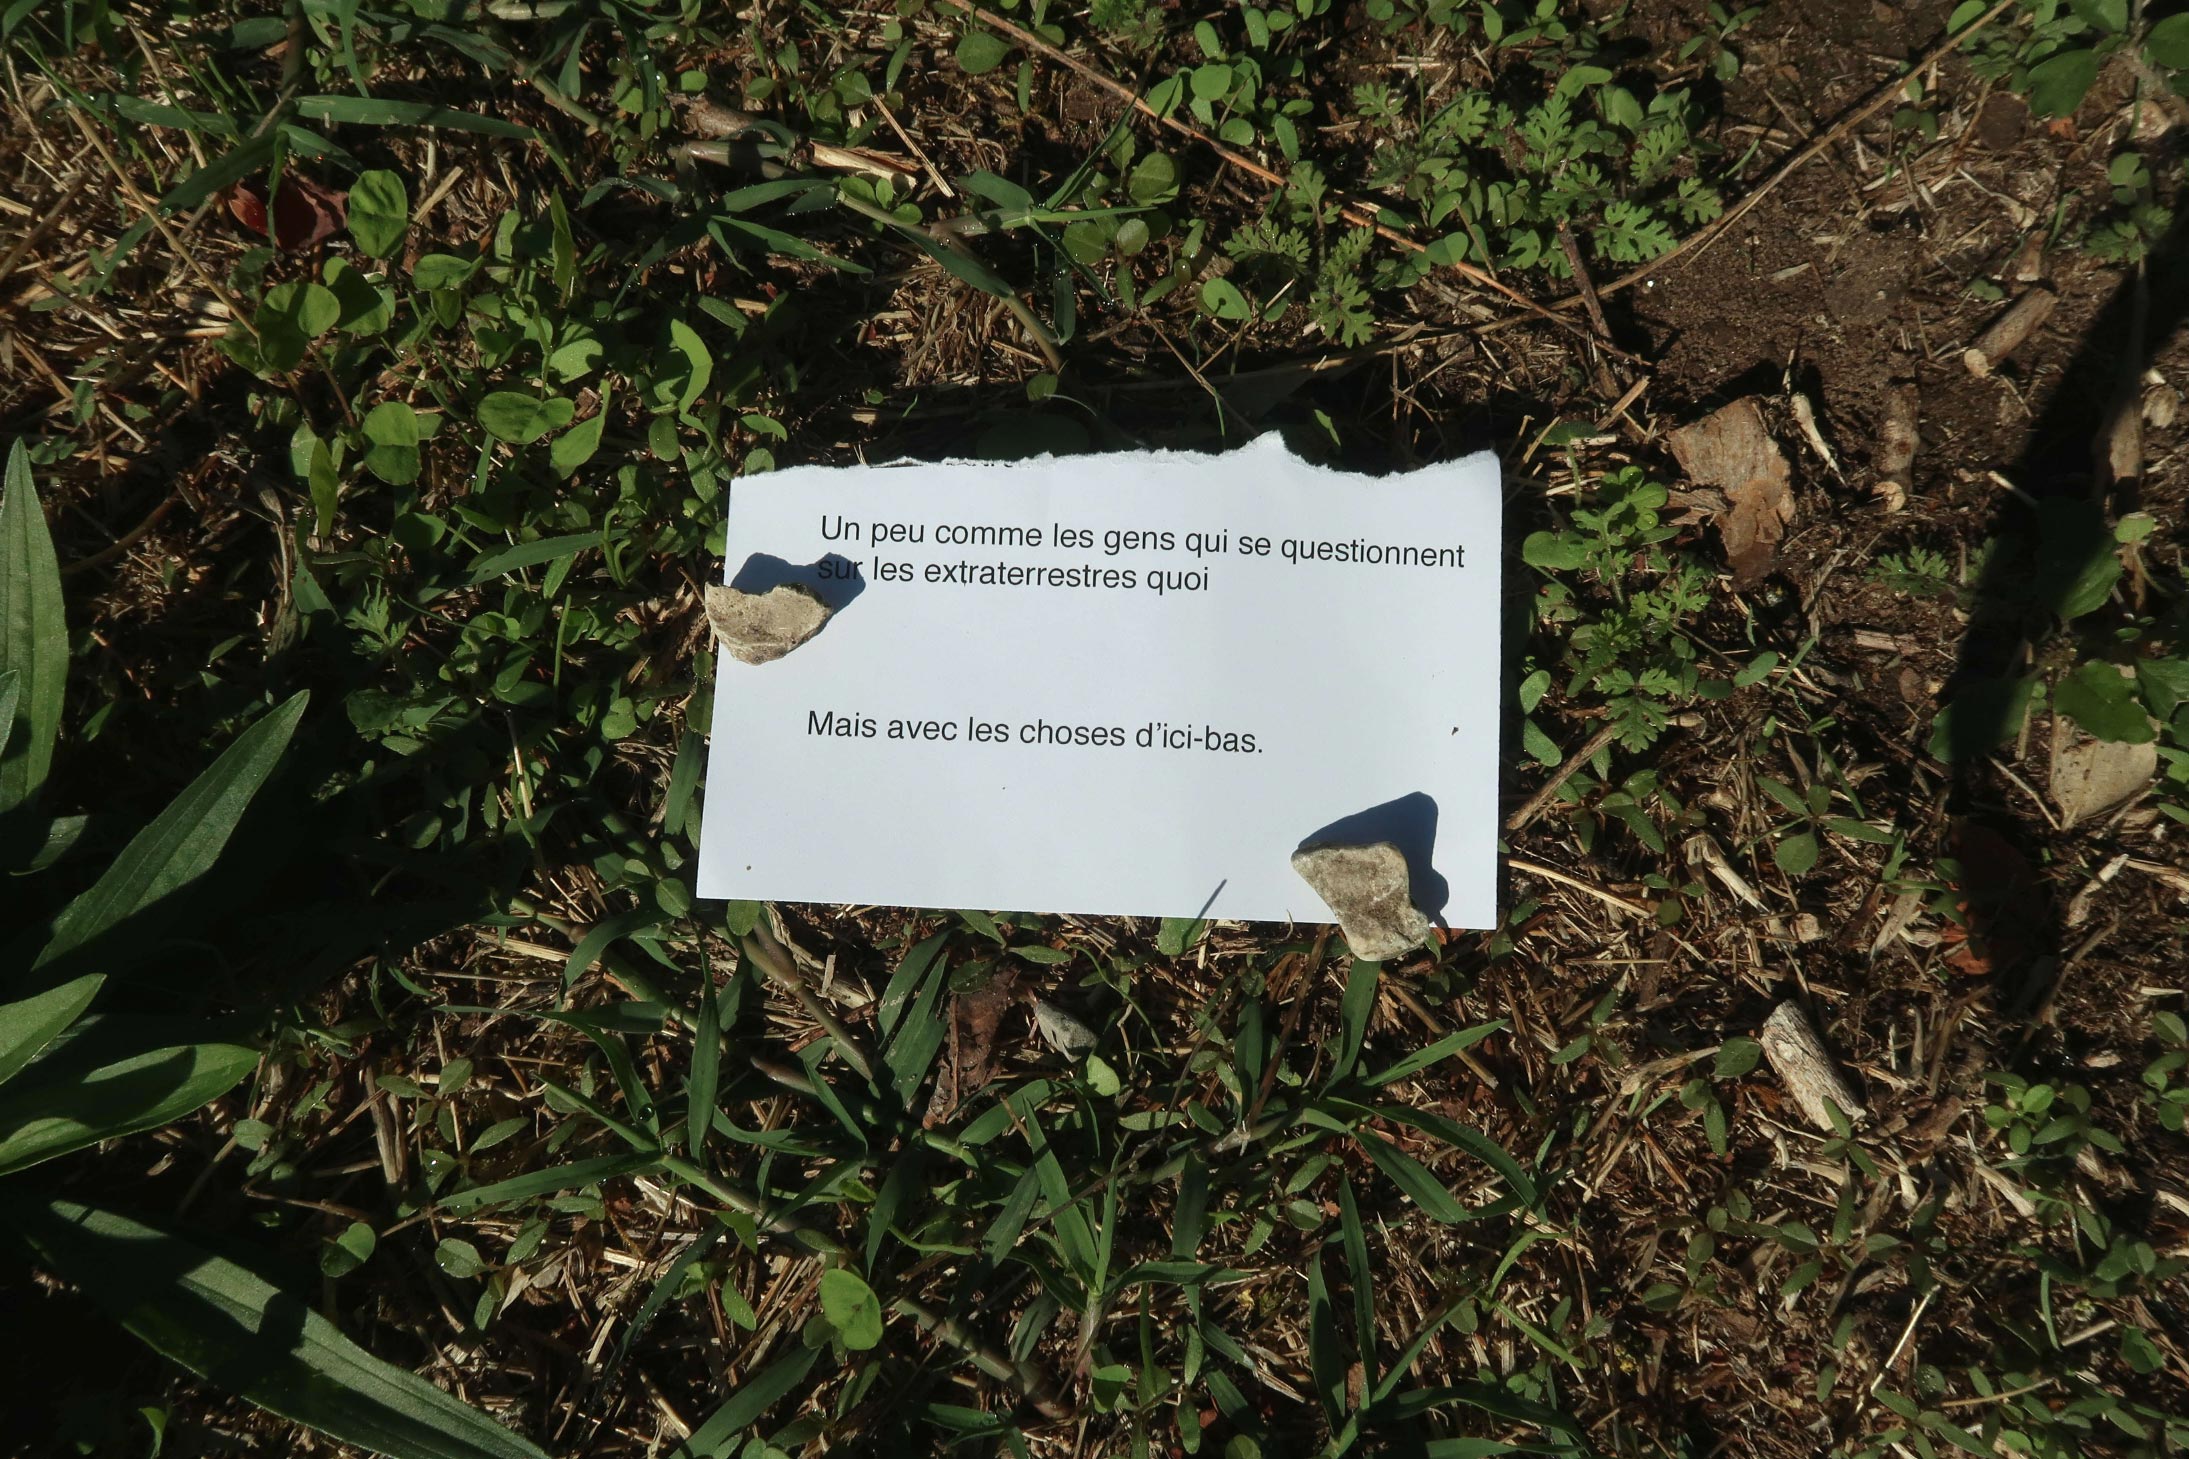 Un peu comme les gens qui se questionnent
sur les extraterrestres quoi
Mais avec les choses d’ici-bas.